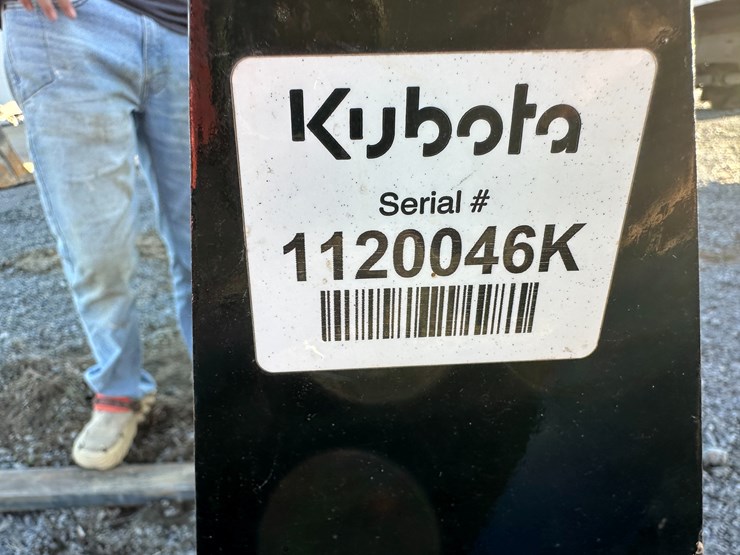 Kubota
Serial #
1120046K